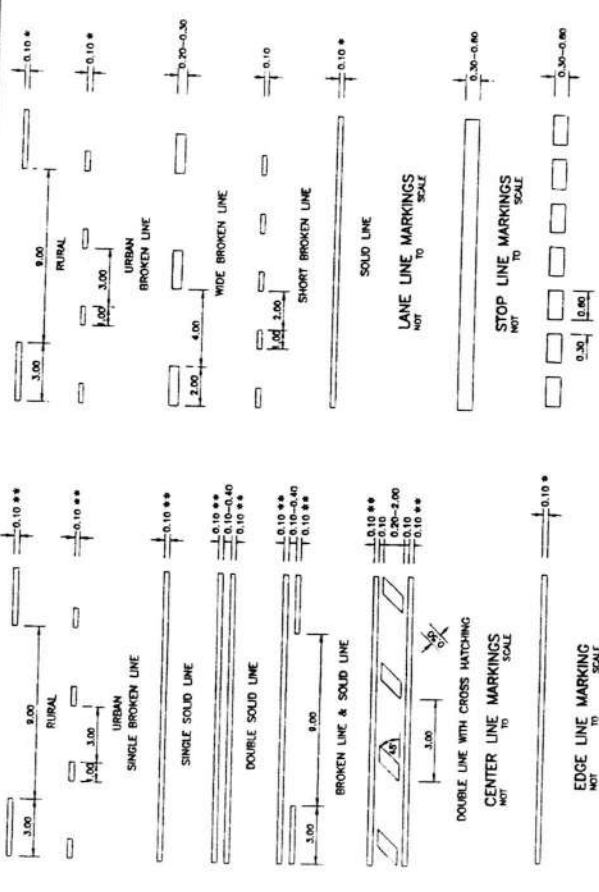 0.10 **
3.00
9.00
RURAL
0.10 **
1.00
3.00
URBAN
SINGLE BROKEN LINE
0.10 **
SINGLE SOLID LINE
0.10 **
0.10-0.40
0.10 **
DOUBLE SOLID LINE
0.10 **
0.10-0.40
0.10 **
3.00
9.00
BROKEN LINE & SOLID LINE
0.10 **
0.10
0.20-2.00
0.10
0.10 **
45°
3.00
DOUBLE LINE WITH CROSS HATCHING
CENTER LINE MARKINGS
NOT TO SCALE
0.10 *
EDGE LINE MARKING
NOT TO SCALE
0.10 *
3.00
9.00
RURAL
0.10 *
1.00
3.00
URBAN
BROKEN LINE
0.20-0.30
2.00
4.00
WIDE BROKEN LINE
0.10
1.00
2.00
SHORT BROKEN LINE
0.10 *
SOLID LINE
LANE LINE MARKINGS
NOT TO SCALE
0.30-0.60
STOP LINE MARKINGS
NOT TO SCALE
0.30-0.60
0.30
0.60